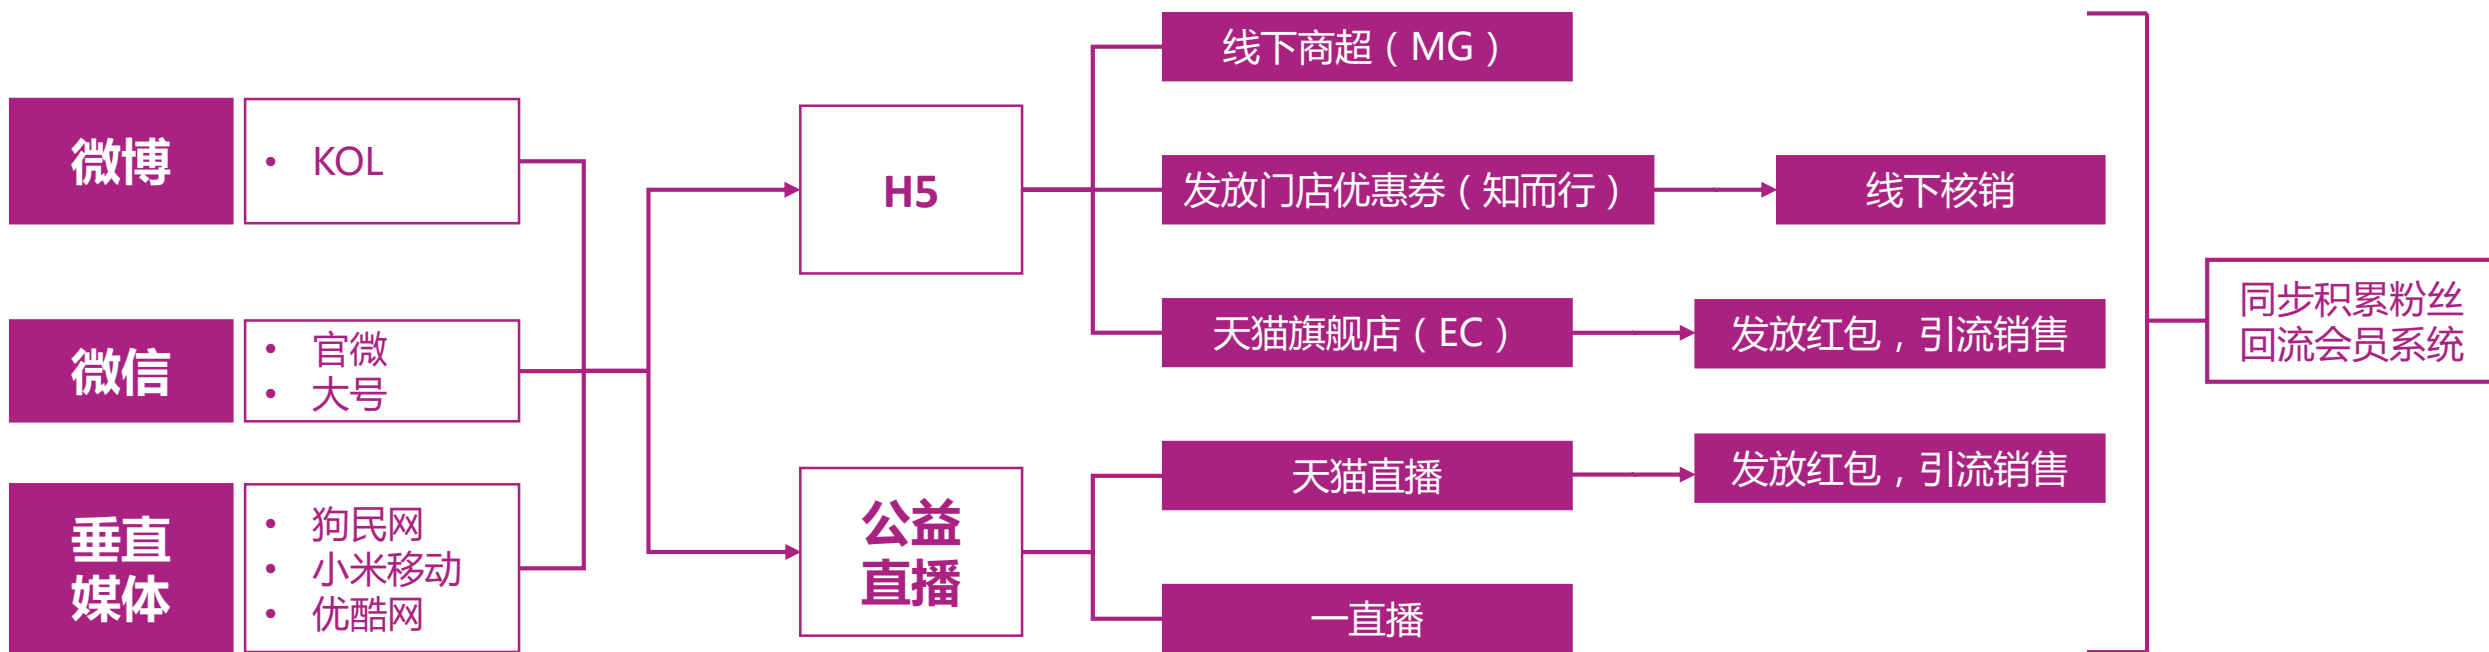 微博
• KOL
微信
• 官微
• 大号
垂直
媒体
• 狗民网
• 小米移动
• 优酷网
H5
公益
直播
线下商超（MG）
发放门店优惠券（知而行）
线下核销
天猫旗舰店（EC）
发放红包，引流销售
天猫直播
发放红包，引流销售
一直播
同步积累粉丝
回流会员系统